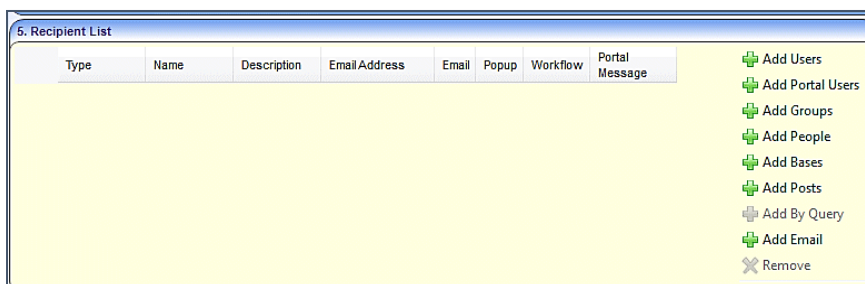 5. Recipient List
Type Name Description Email Address Email Popup Workflow Portal Message
Add Users
Add Portal Users
Add Groups
Add People
Add Bases
Add Posts
Add By Query
Add Email
Remove